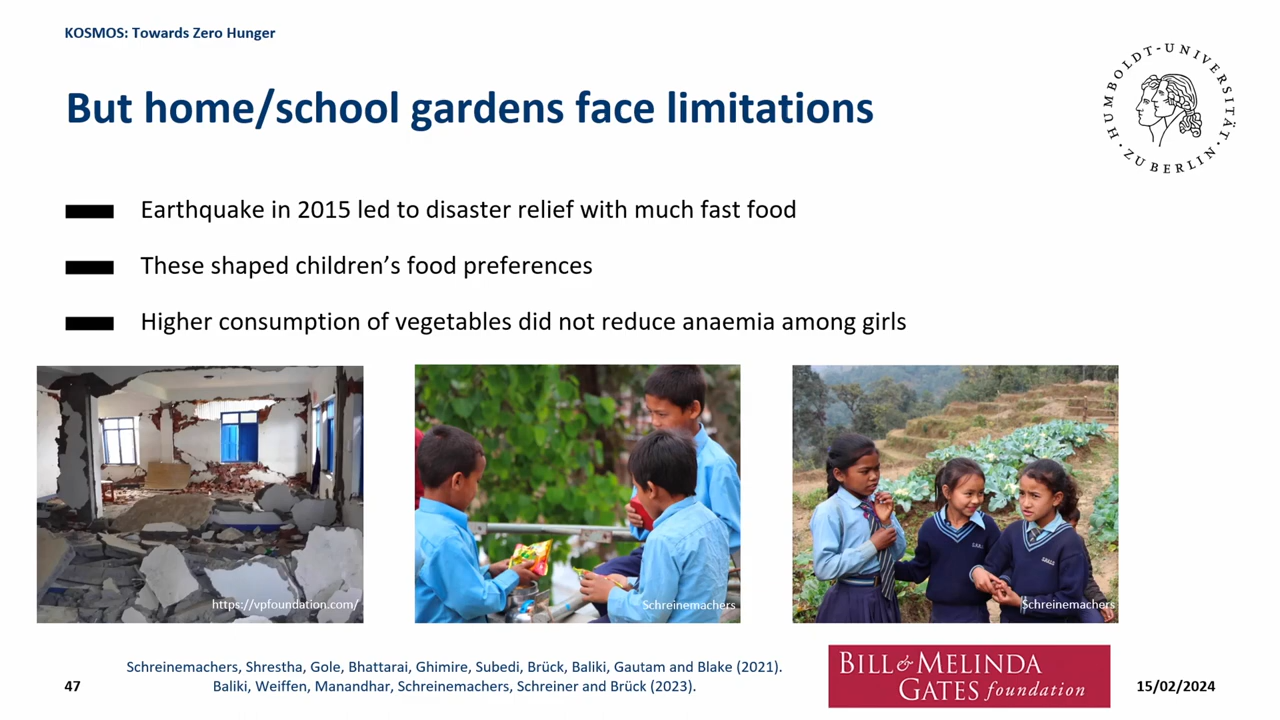 KOSMOS: Towards Zero Hunger
HUMBOLDT-UNIVERSITÄT
· ZU BERLIN ·
But home/school gardens face limitations
Earthquake in 2015 led to disaster relief with much fast food
These shaped children’s food preferences
Higher consumption of vegetables did not reduce anaemia among girls
https://vpfoundation.com/
Schreinemachers
Schreinemachers
Schreinemachers, Shrestha, Gole, Bhattarai, Ghimire, Subedi, Brück, Baliki, Gautam and Blake (2021).
Baliki, Weiffen, Manandhar, Schreinemachers, Schreiner and Brück (2023).
47
BILL & MELINDA
GATES foundation
15/02/2024